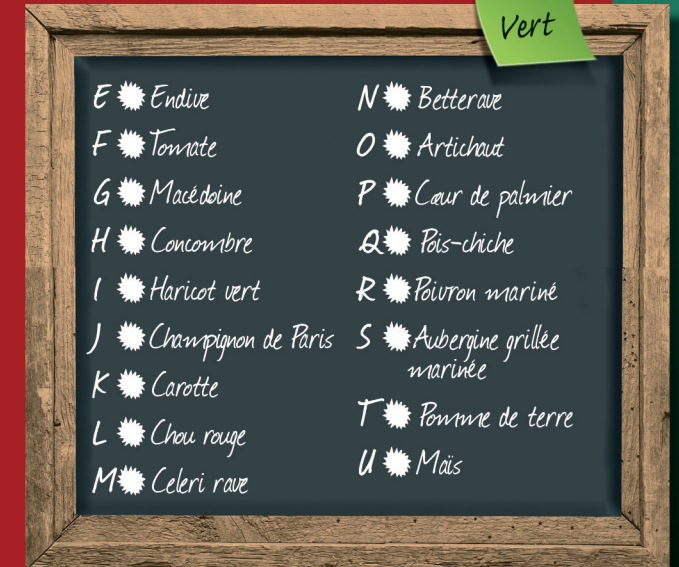 Vert
E Endive
F Tomate
G Macédoine
H Concombre
I Haricot vert
J Champignon de Paris
K Carotte
L Chou rouge
M Celeri rave
N Betterave
O Artichaut
P Cœur de palmier
Q Pois-chiche
R Poivron mariné
S Aubergine grillée
marinée
T Pomme de terre
U Maïs